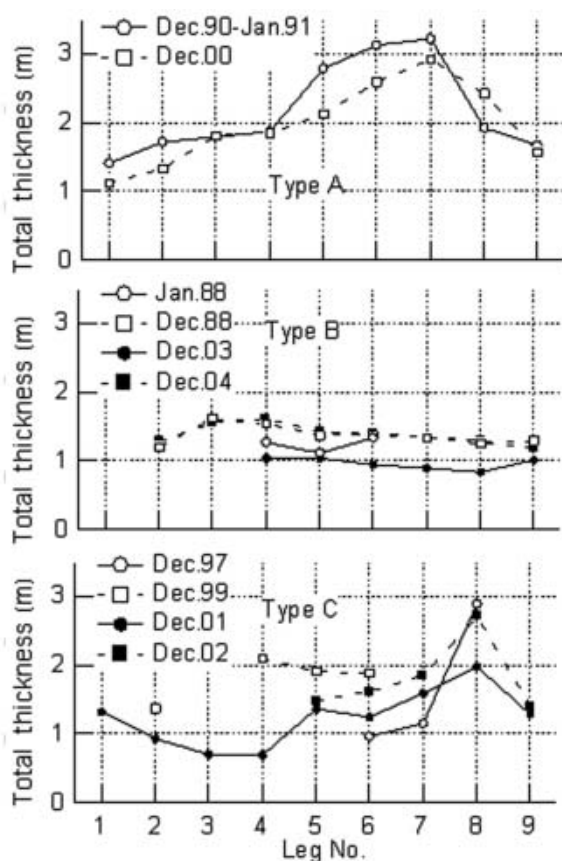 Dec.90-Jan.91
Dec.00
Total thickness (m)
3
2
1
0
Type A
Jan.88
Dec.88
Dec.03
Dec.04
Total thickness (m)
3
2
1
0
Type B
Dec.97
Dec.99
Dec.01
Dec.02
Total thickness (m)
3
2
1
0
Type C
1 2 3 4 5 6 7 8 9
Leg No.